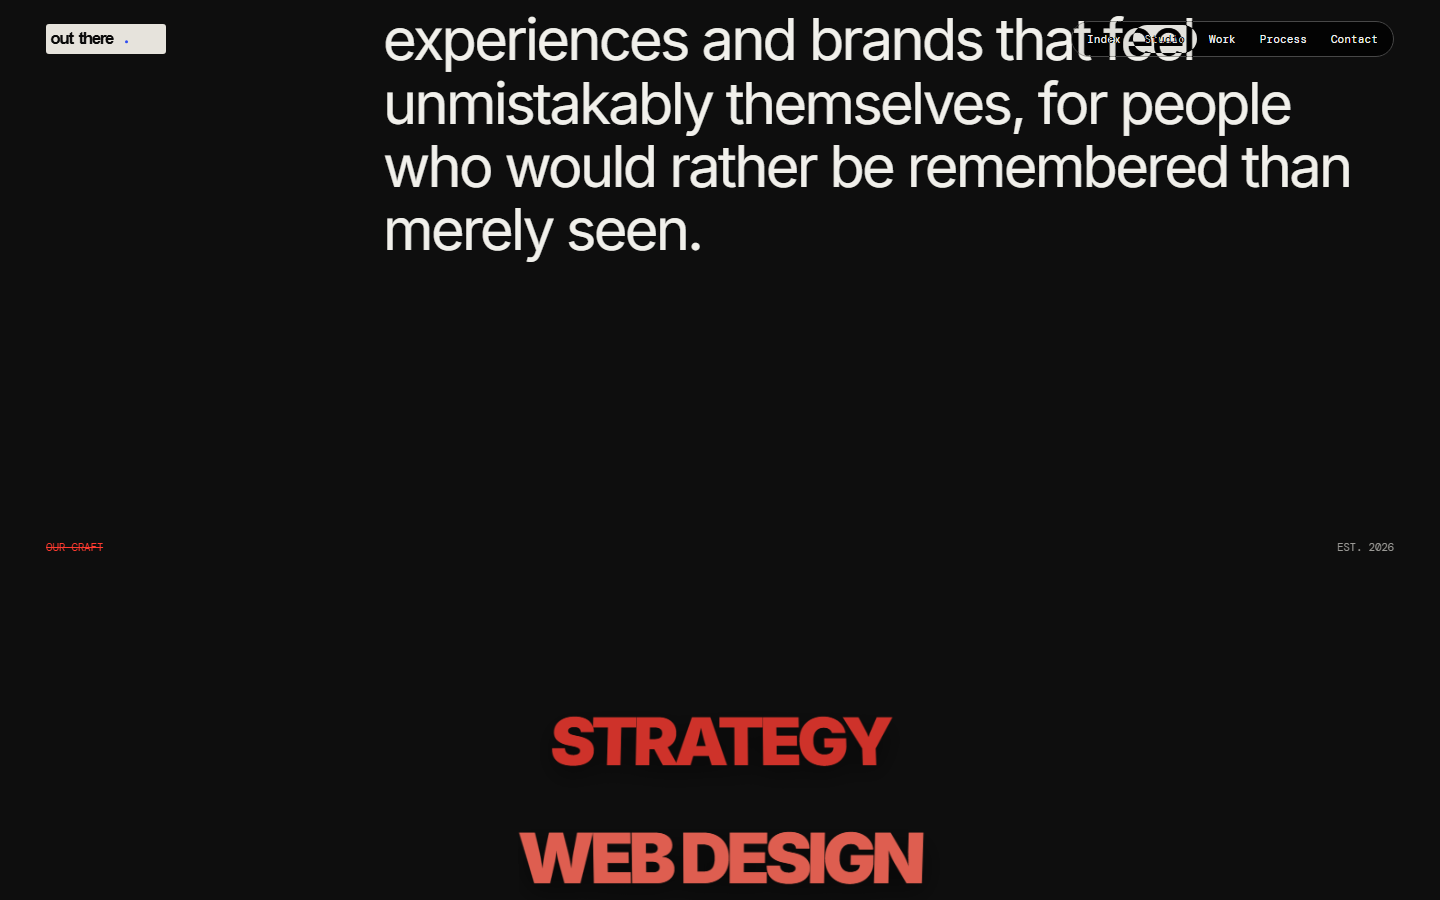 out there .
Index Studio Work Process Contact
experiences and brands that feel
unmistakably themselves, for people
who would rather be remembered than
merely seen.
OUR CRAFT
EST. 2026
STRATEGY
WEB DESIGN